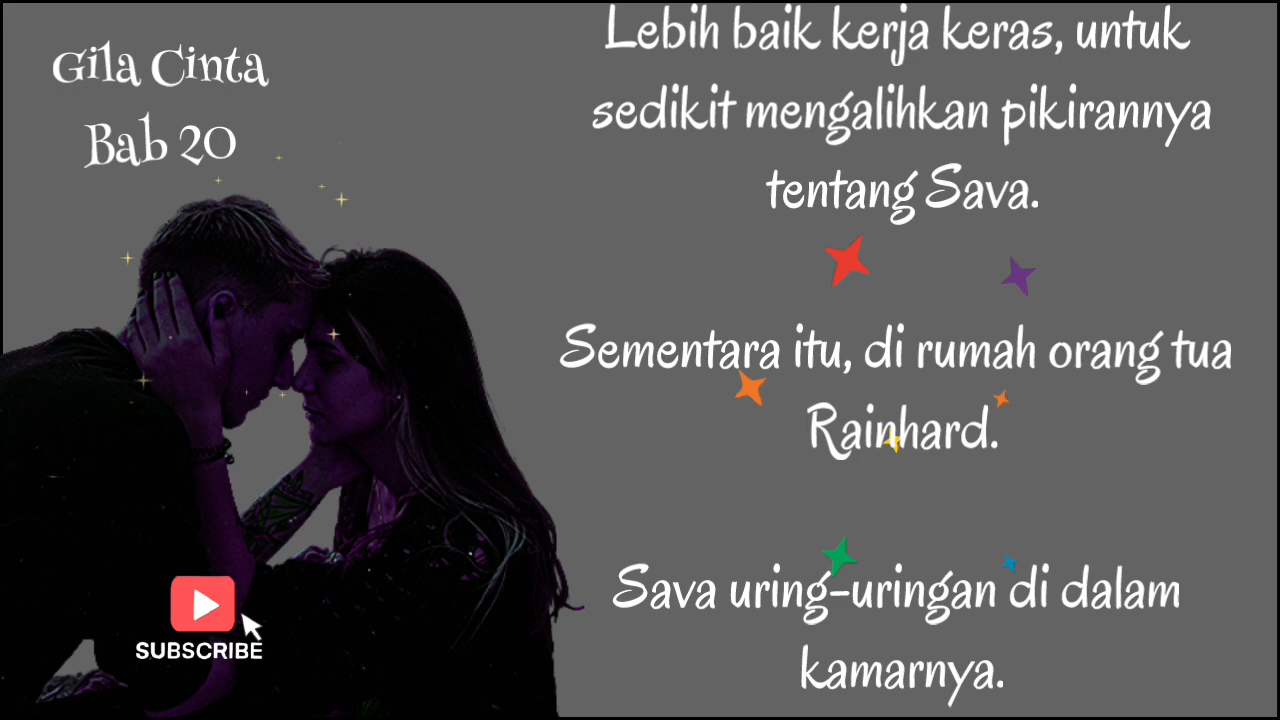 Gila Cinta
Bab 20
Lebih baik kerja keras, untuk
sedikit mengalihkan pikirannya
tentang Sava.
Sementara itu, di rumah orang tua
Rainhard.
Sava uring-uringan di dalam
kamarnya.
SUBSCRIBE